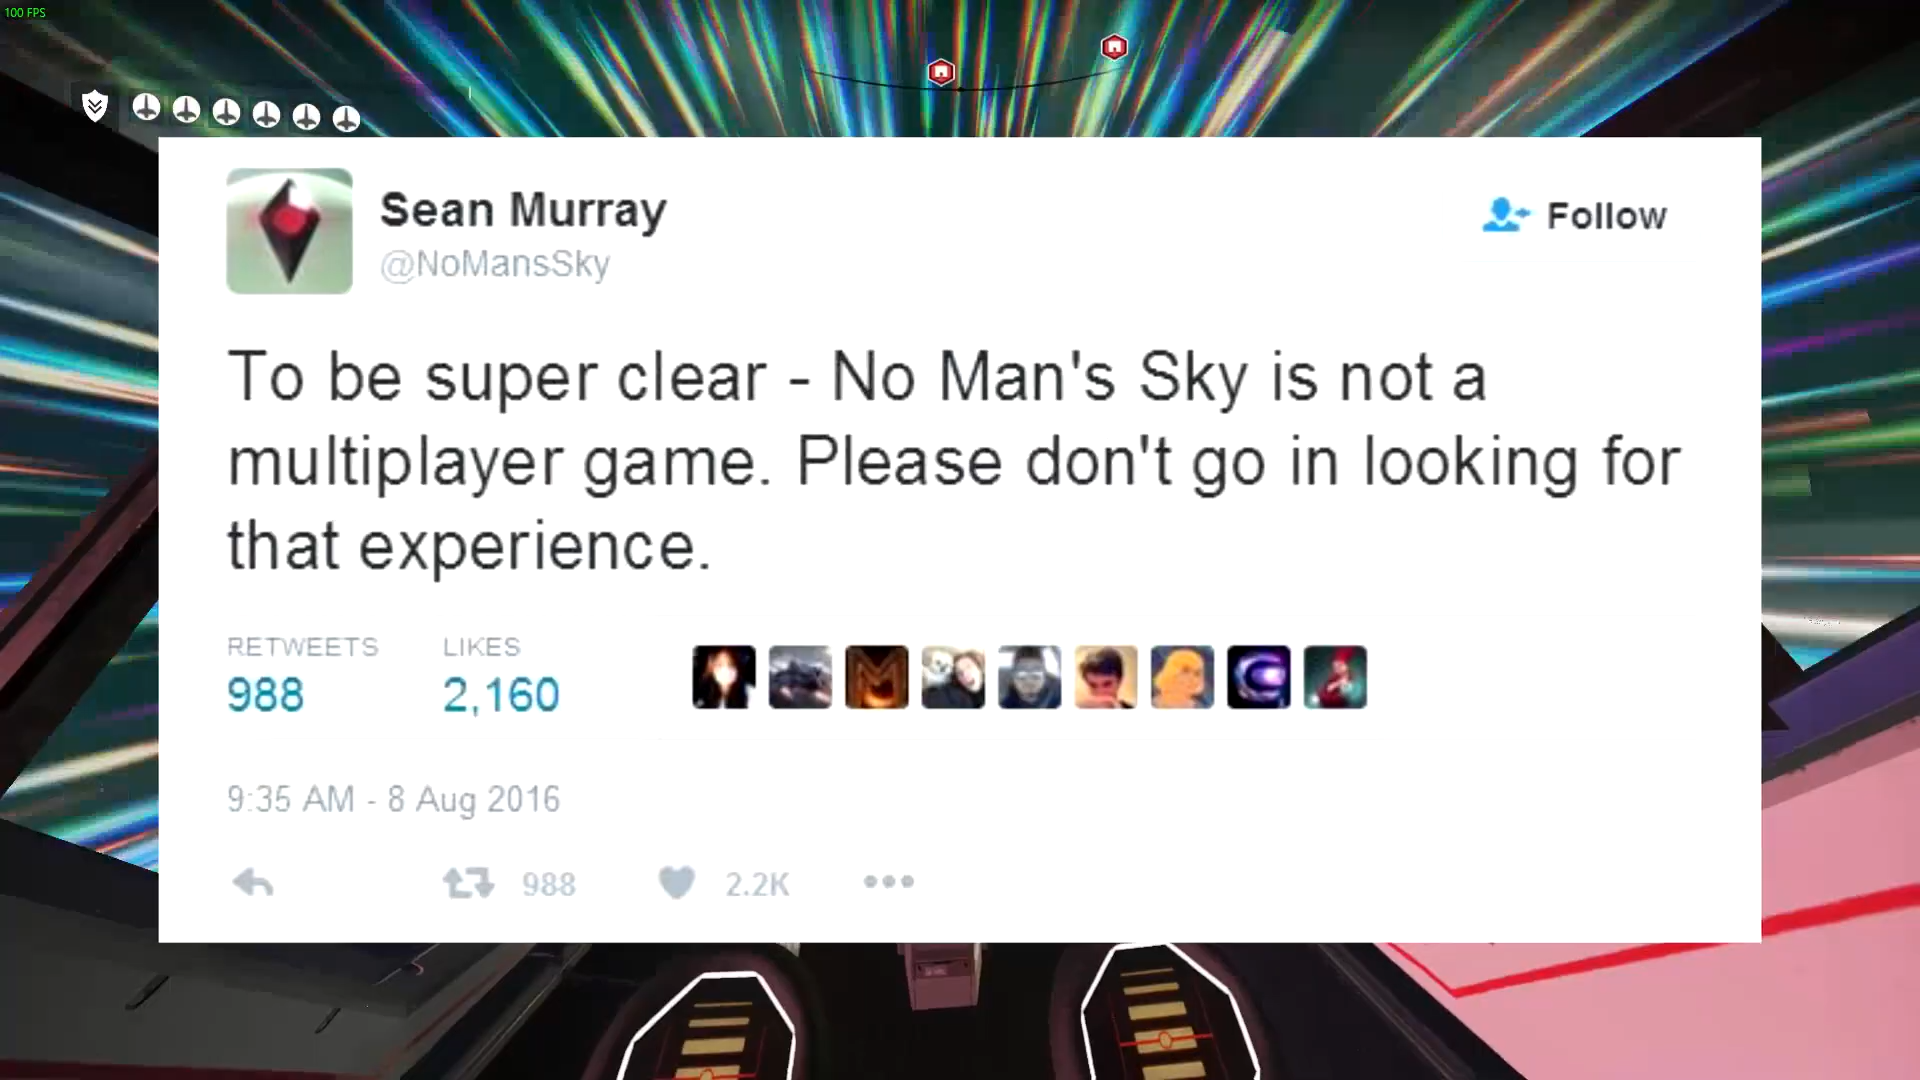 100 FPS
Sean Murray
@NoMansSky
Follow
To be super clear - No Man's Sky is not a
multiplayer game. Please don't go in looking for
that experience.
RETWEETS LIKES
988 2,160
9:35 AM - 8 Aug 2016
988 2.2K